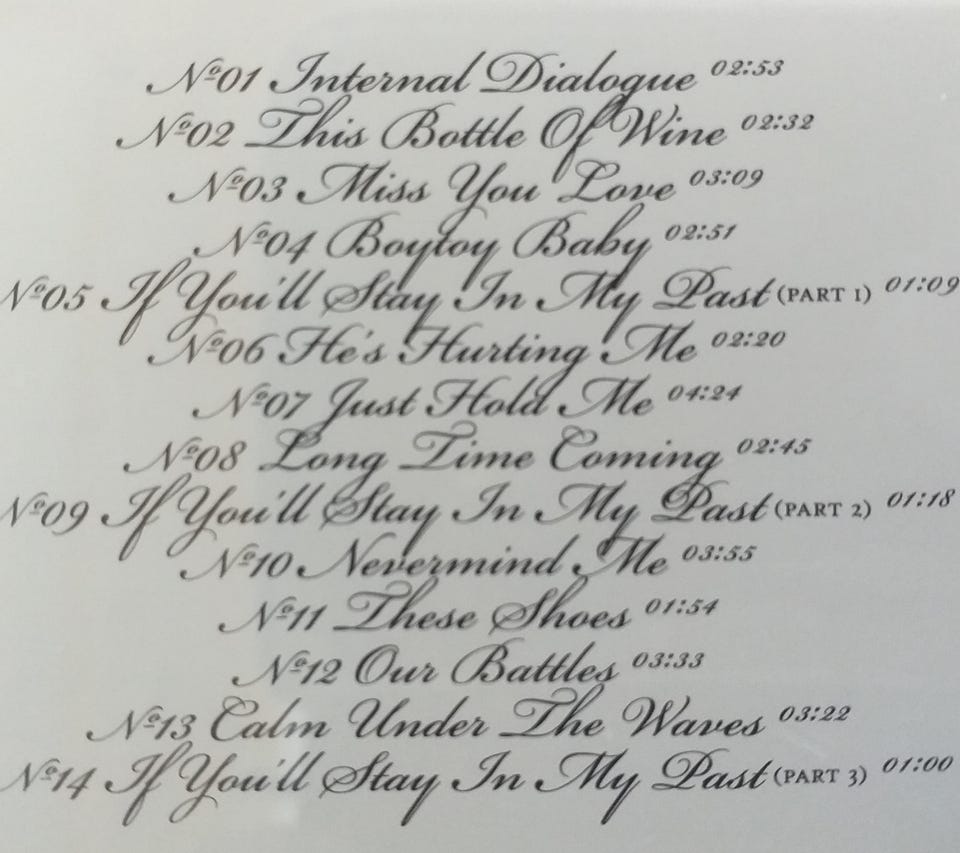 Nº01 Internal Dialogue 02:53
Nº02 This Bottle Of Wine 02:32
Nº03 Miss You Love 03:09
Nº04 Boytoy Baby 02:51
Nº05 If You'll Stay In My Past (PART 1) 01:09
Nº06 He's Hurting Me 02:20
Nº07 Just Hold Me 04:24
Nº08 Long Time Coming 02:45
Nº09 If You'll Stay In My Past (PART 2) 01:18
Nº10 Nevermind Me 03:55
Nº11 These Shoes 01:54
Nº12 Our Battles 03:33
Nº13 Calm Under The Waves 03:22
Nº14 If You'll Stay In My Past (PART 3) 01:00